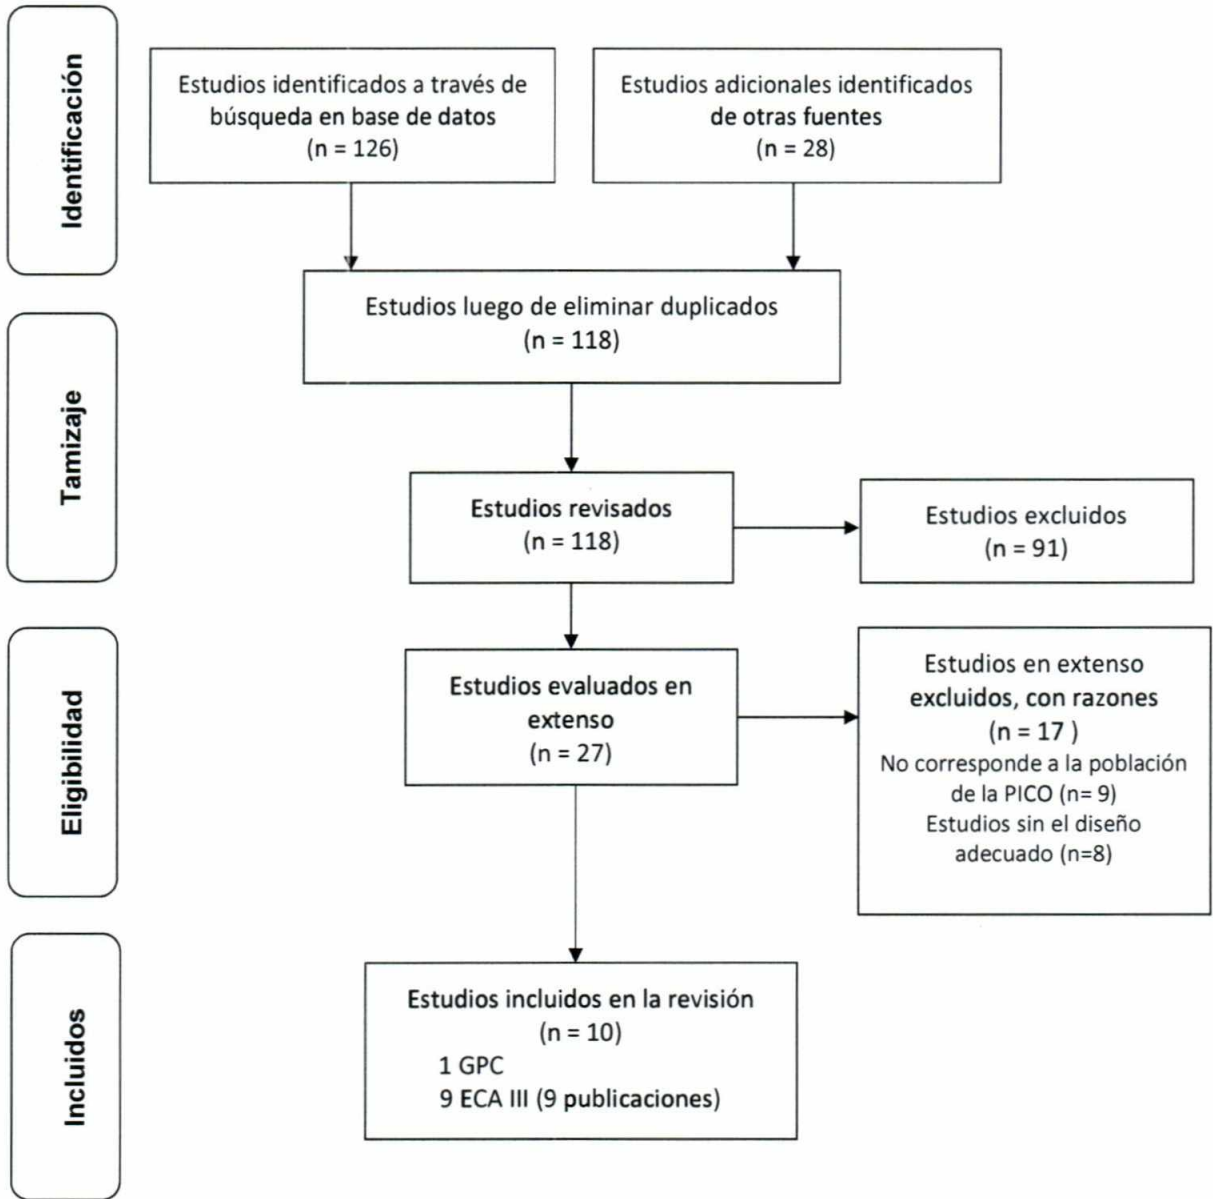 Identificación
Estudios identificados a través de
búsqueda en base de datos
(n = 126)
Estudios adicionales identificados
de otras fuentes
(n = 28)
Estudios luego de eliminar duplicados
(n = 118)
Tamizaje
Estudios revisados
(n = 118)
Estudios excluidos
(n = 91)
Eligibilidad
Estudios evaluados en
extenso
(n = 27)
Estudios en extenso
excluidos, con razones
(n = 17 )
No corresponde a la población
de la PICO (n= 9)
Estudios sin el diseño
adecuado (n=8)
Incluidos
Estudios incluidos en la revisión
(n = 10)
1 GPC
9 ECA III (9 publicaciones)